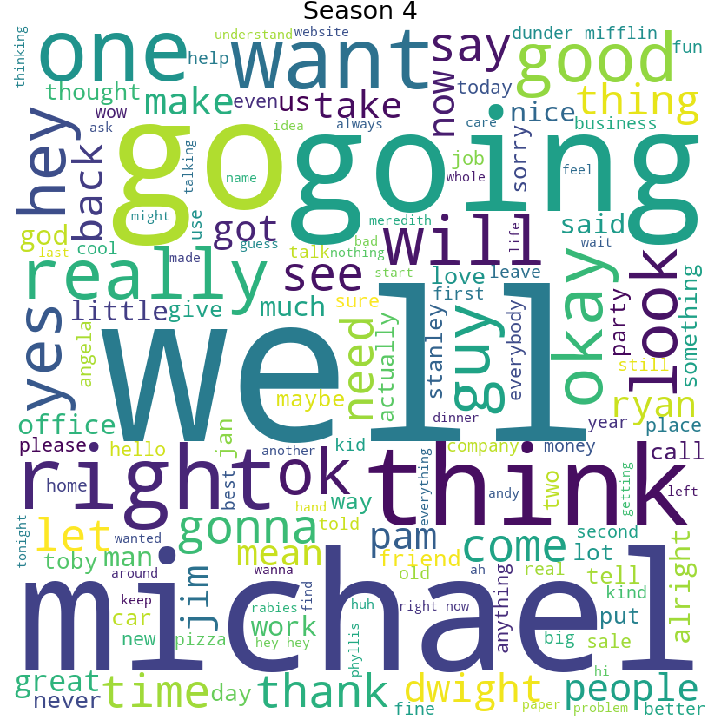 Season 4
thinking
one
help
understand
website
want
say
dunder mifflin
good
fun
thought
make
wow
even
us
take
now
today
nice
thing
hey
back
ask
go
idea
always
going
care
business
talking
name
job
whole
sorry
feel
might
use
got
meredith
will
life
said
wait
god
last
cool
made
guess
talk
bad
nothing
really
see
start
love
leave
okay
look
something
yes
little
give
much
sure
first
need
actually
stanley
guy
everybody
party
still
angela
well
maybe
ryan
office
jan
dinner
year
place
please
hello
another
kid
company
money
call
right
ok
think
home
best
way
everything
andy
two
getting
left
let
gonna
hand
told
pam
come
second
lot
tonight
wanted
toby
man
mean
friend
alright
around
jim
wanna
old
ah
real
tell
michael
keep
car
rabies
find
huh
right now
anything
kind
put
new
pizza
work
hey hey
phyllis
big
sale
great
never
time
day
thank
fine
dwight
paper
hi
problem
people
better